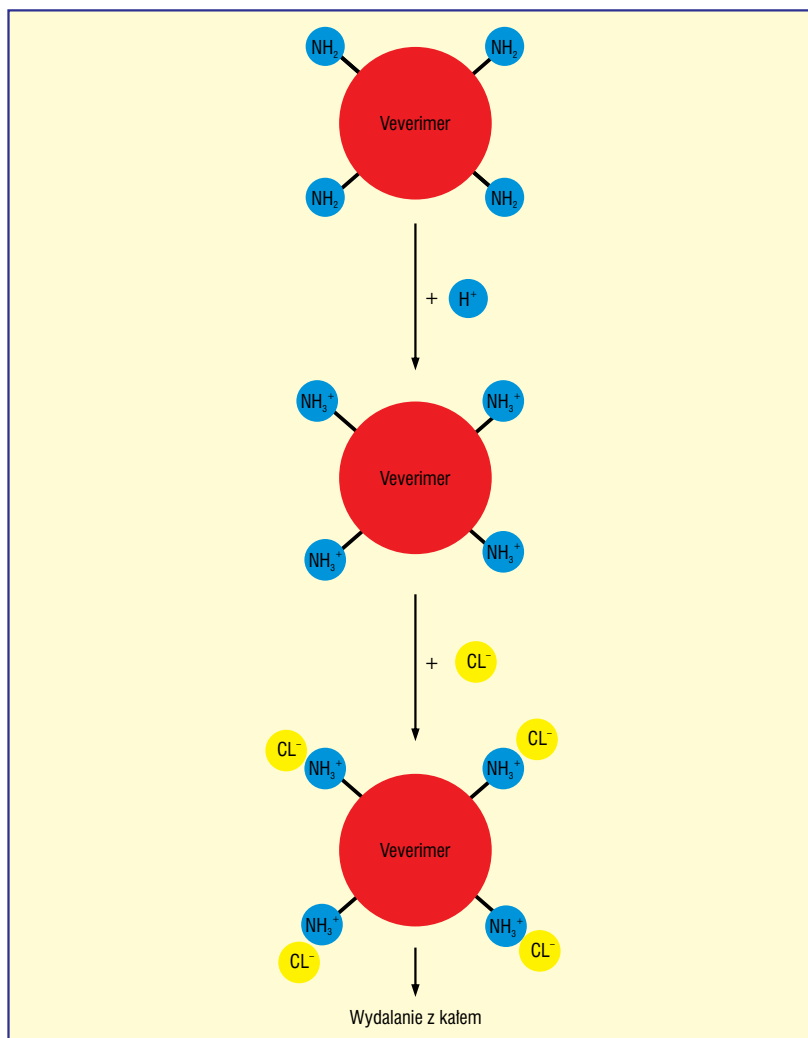 NH₂ NH₂
Veverimer
NH₂ NH₂
+ H⁺
NH₃⁺ NH₃⁺
Veverimer
NH₃⁺ NH₃⁺
+ CL⁻
CL⁻ CL⁻
NH₃⁺ NH₃⁺
Veverimer
NH₃⁺ NH₃⁺
CL⁻ CL⁻
Wydalanie z kałem